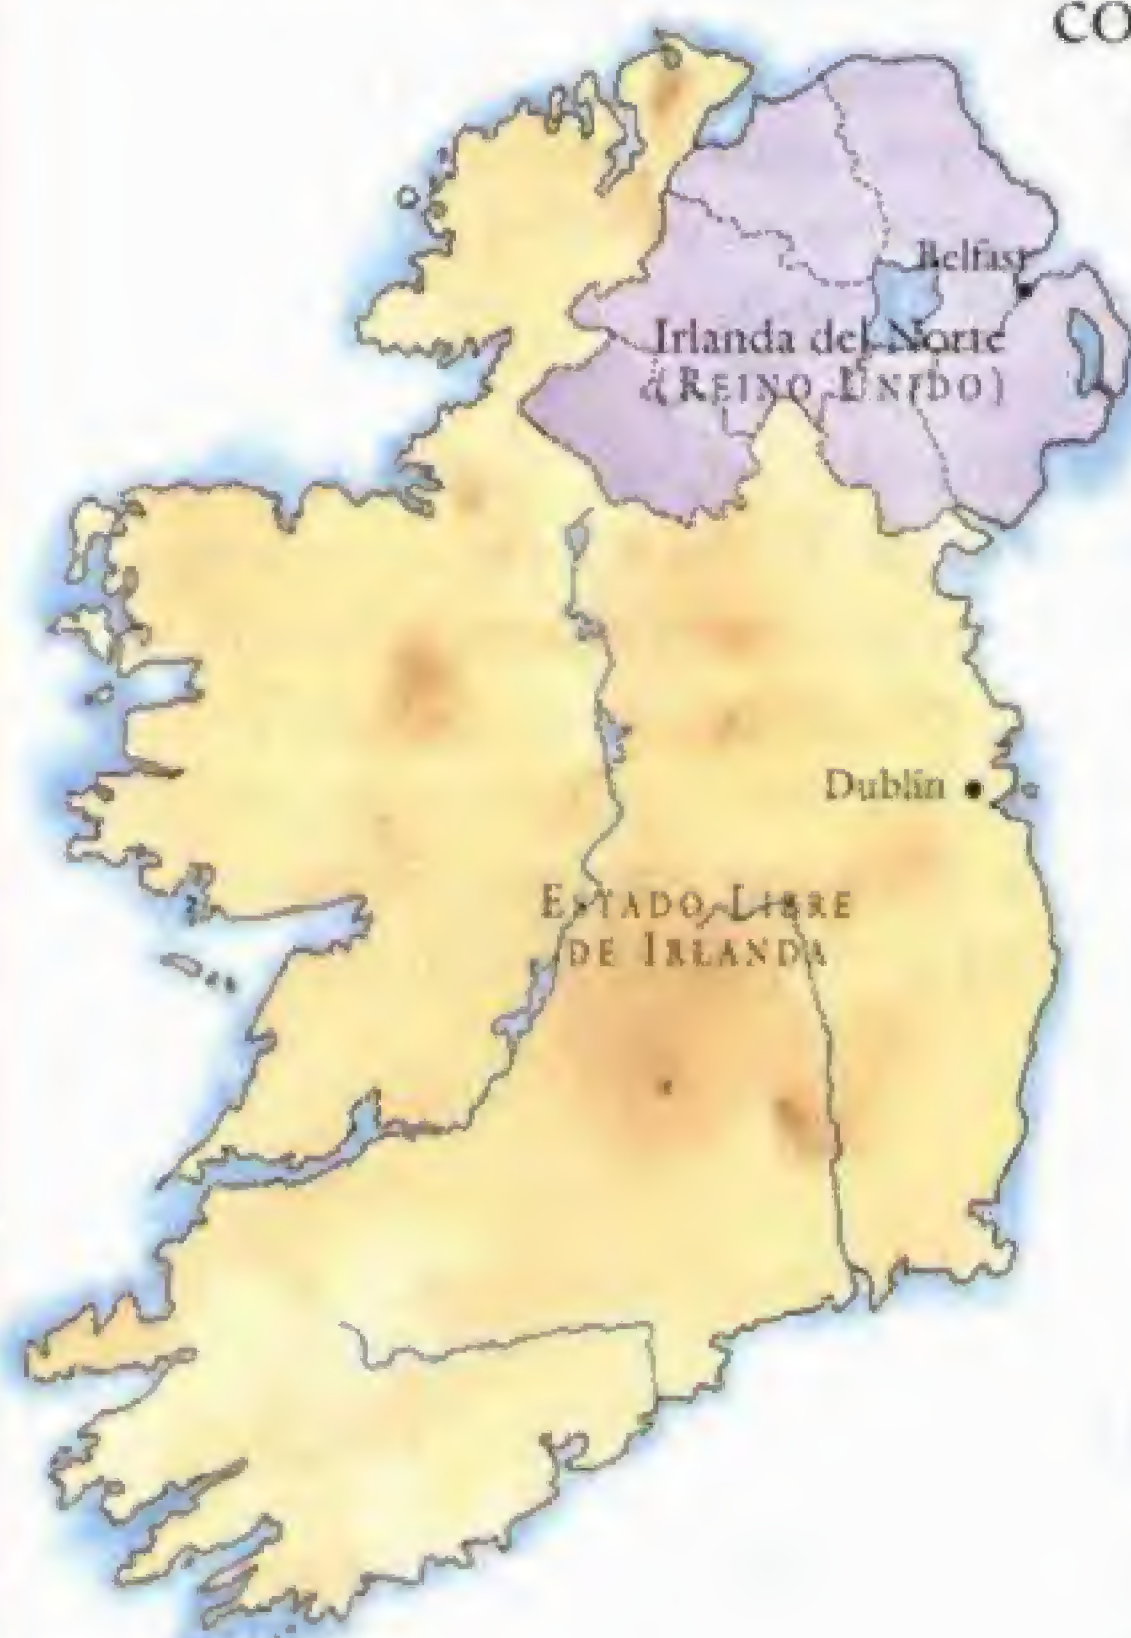 CO
Belfast
Irlanda del Norte
(REINO UNIDO)
Dublín
ESTADO LIBRE
DE IRLANDA